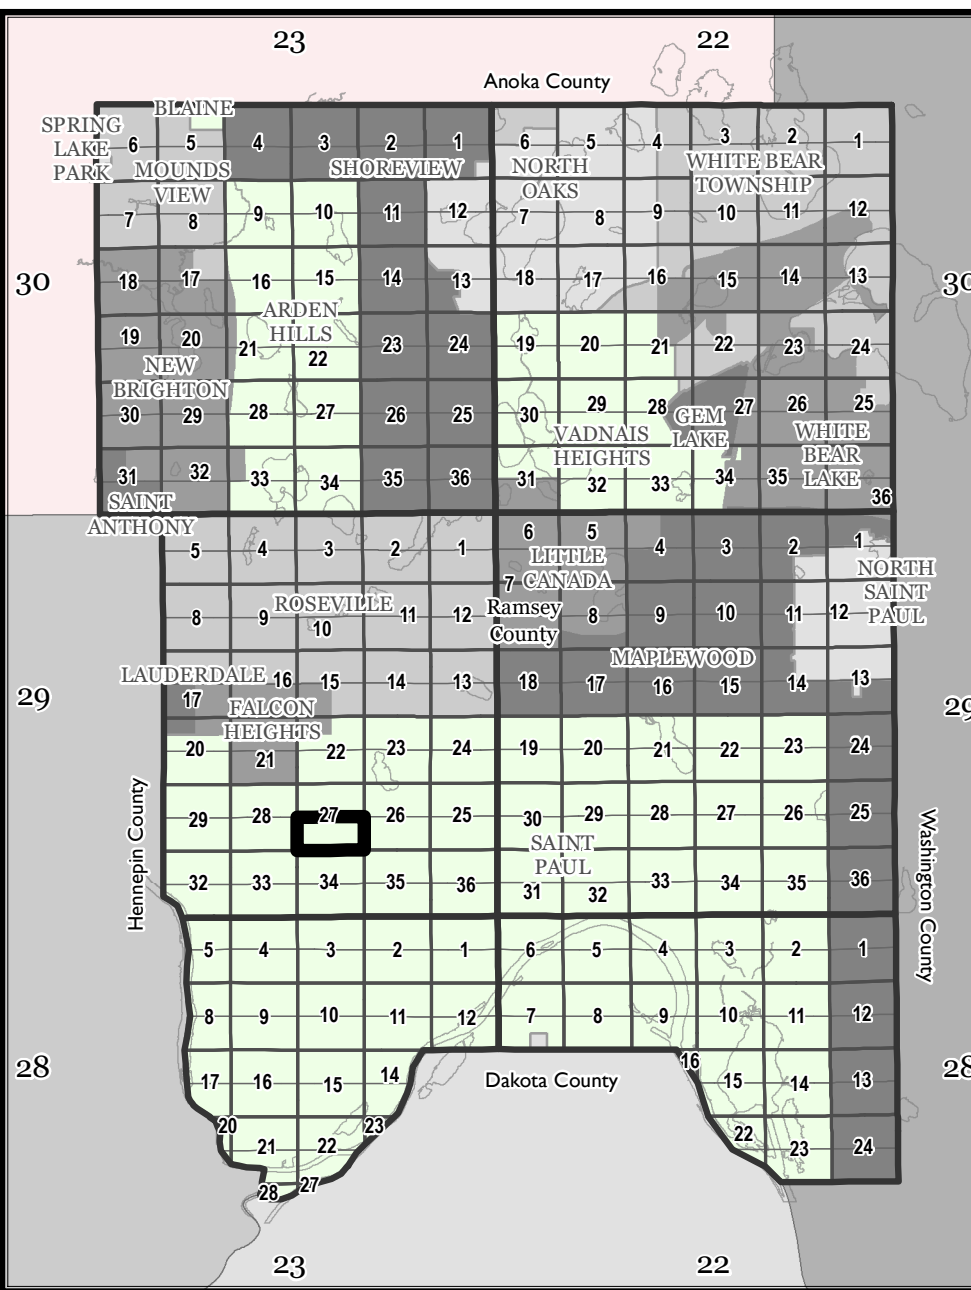 23 22
Anoka County
BLAINE
SPRING
LAKE
PARK
6 5 4 3 2 1 6 5 4 3 2 1
MOUNDS
VIEW
SHOREVIEW
NORTH
OAKS
WHITE BEAR
TOWNSHIP
7 8 9 10 11 12 7 8 9 10 11 12
30 18 17 16 15 14 13 18 17 16 15 14 13 30
ARDEN
HILLS
19 20 21 22 23 24 19 20 21 22 23 24
NEW
BRIGHTON
30 29 28 27 26 25 30 29 28 27 26 25
GEM
LAKE
VADNAIS
HEIGHTS
WHITE
BEAR
LAKE
31 32 33 34 35 36 31 32 33 34 35 36
SAINT
ANTHONY
5 4 3 2 1 6 5 4 3 2 1
LITTLE
CANADA
NORTH
SAINT
PAUL
ROSEVILLE
8 9 10 11 12 7 8 9 10 11 12
Ramsey
County
MAPLEWOOD
LAUDERDALE
29 17 16 15 14 13 18 17 16 15 14 13 29
FALCON
HEIGHTS
20 21 22 23 24 19 20 21 22 23 24
29 28 27 26 25 30 29 28 27 26 25
SAINT
PAUL
32 33 34 35 36 31 32 33 34 35 36
Hennepin County
Washington County
5 4 3 2 1 6 5 4 3 2 1
8 9 10 11 12 7 8 9 10 11 12
28 17 16 15 14 16 15 14 13 28
Dakota County
20 21 22 23 22 23 24
28 27
23 22